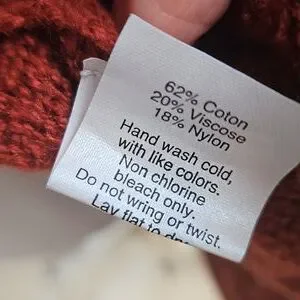 62% Coton
20% Viscose
18% Nylon
Hand wash cold,
with like colors.
Non chlorine
bleach only.
Do not wring or twist.
Lay flat to